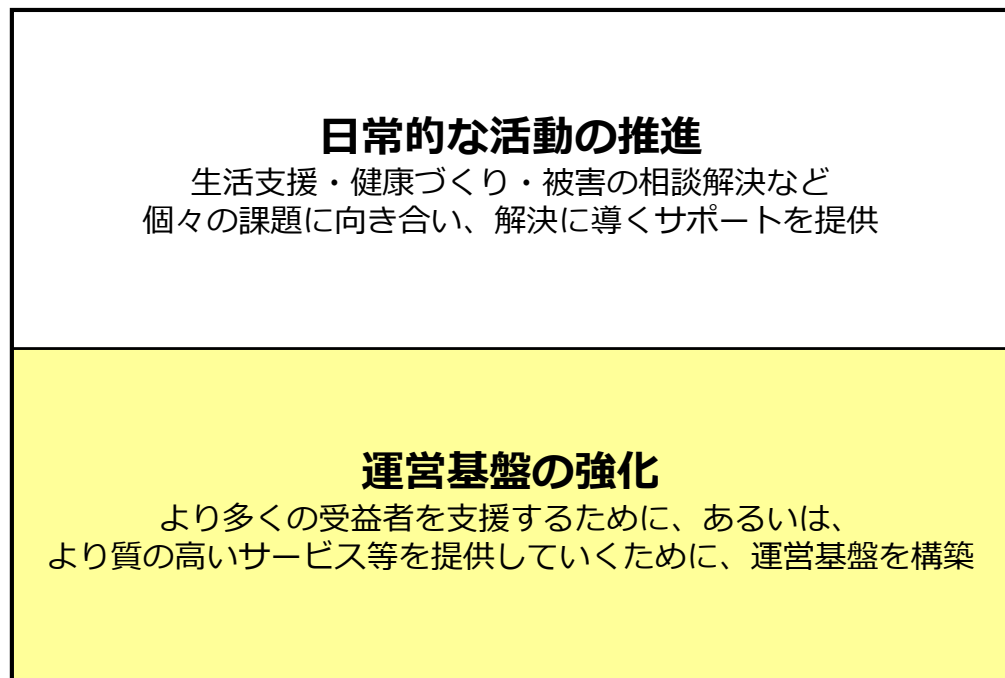 日常的な活動の推進
生活支援・健康づくり・被害の相談解決など
個々の課題に向き合い、解決に導くサポートを提供
運営基盤の強化
より多くの受益者を支援するために、あるいは、
より質の高いサービス等を提供していくために、運営基盤を構築